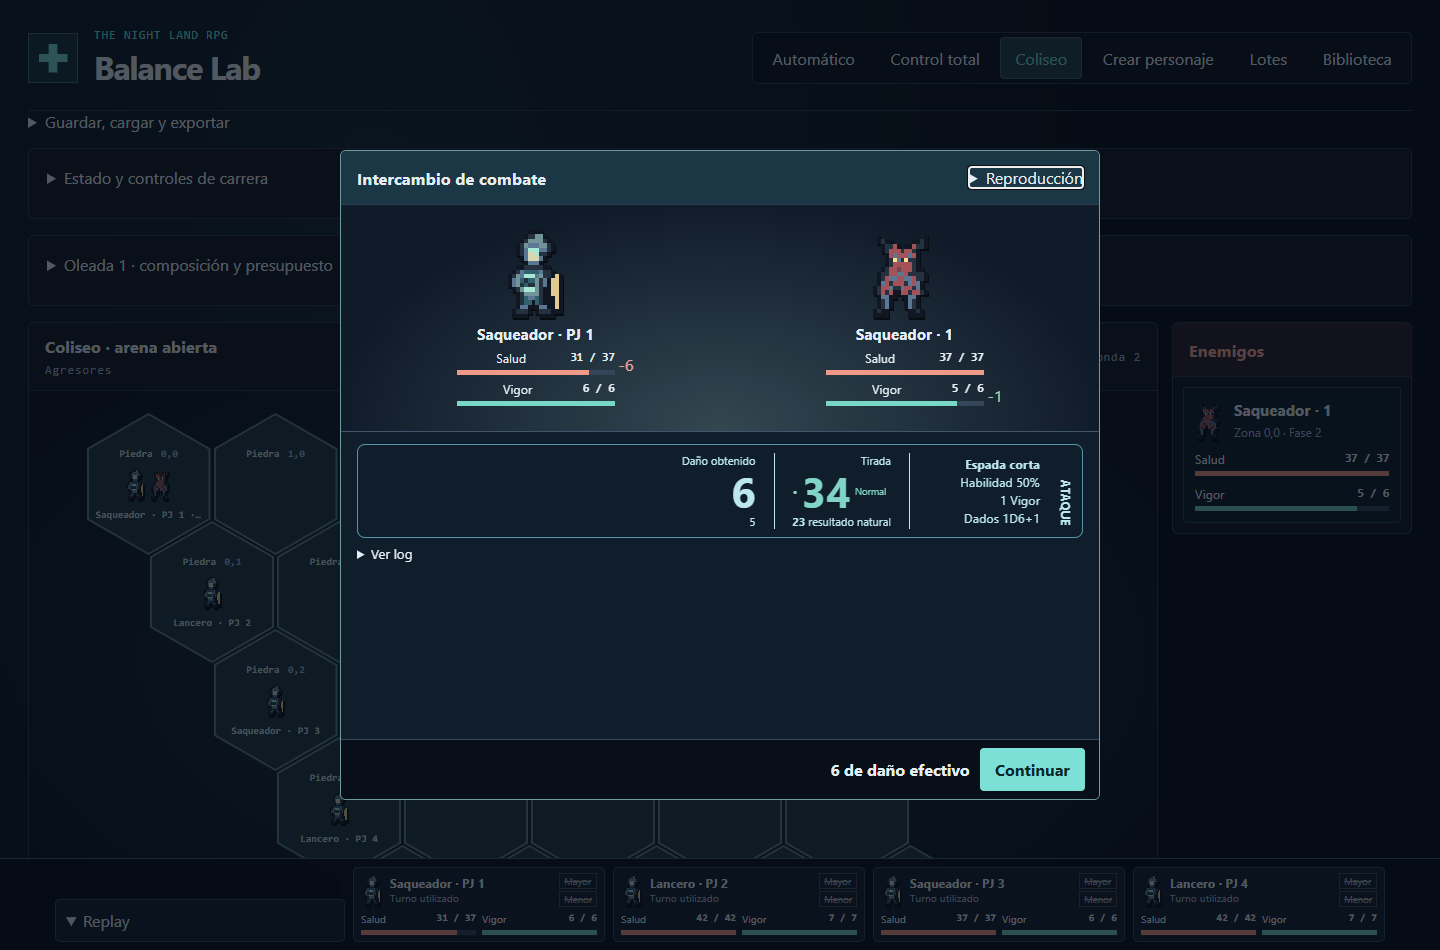 THE NIGHT LAND RPG
Balance Lab
Automático
Control total
Coliseo
Crear personaje
Lotes
Biblioteca
Guardar, cargar y exportar
Estado y controles de carrera
Oleada 1 · composición y presupuesto
Coliseo · arena abierta
Agresores
onda 2
Piedra 0,0
Saqueador · PJ 1 ·…
Piedra 1,0
Piedra 0,1
Lancero · PJ 2
Piedra
Piedra 0,2
Saqueador · PJ 3
Piedra
Lancero · PJ 4
Enemigos
Saqueador · 1
Zona 0,0 · Fase 2
Salud 37 / 37
Vigor 5 / 6
Intercambio de combate
Reproducción
Saqueador · PJ 1
Salud 31 / 37
-6
Vigor 6 / 6
Saqueador · 1
Salud 37 / 37
Vigor 5 / 6
-1
Daño obtenido
6
5
Tirada
·34 Normal
23 resultado natural
Espada corta
Habilidad 50%
1 Vigor
Dados 1D6+1
ATAQUE
Ver log
6 de daño efectivo
Continuar
Replay
Saqueador · PJ 1
Turno utilizado
Mayor
Menor
Salud 31 / 37 Vigor 6 / 6
Lancero · PJ 2
Turno utilizado
Mayor
Menor
Salud 42 / 42 Vigor 7 / 7
Saqueador · PJ 3
Turno utilizado
Mayor
Menor
Salud 37 / 37 Vigor 6 / 6
Lancero · PJ 4
Turno utilizado
Mayor
Menor
Salud 42 / 42 Vigor 7 / 7